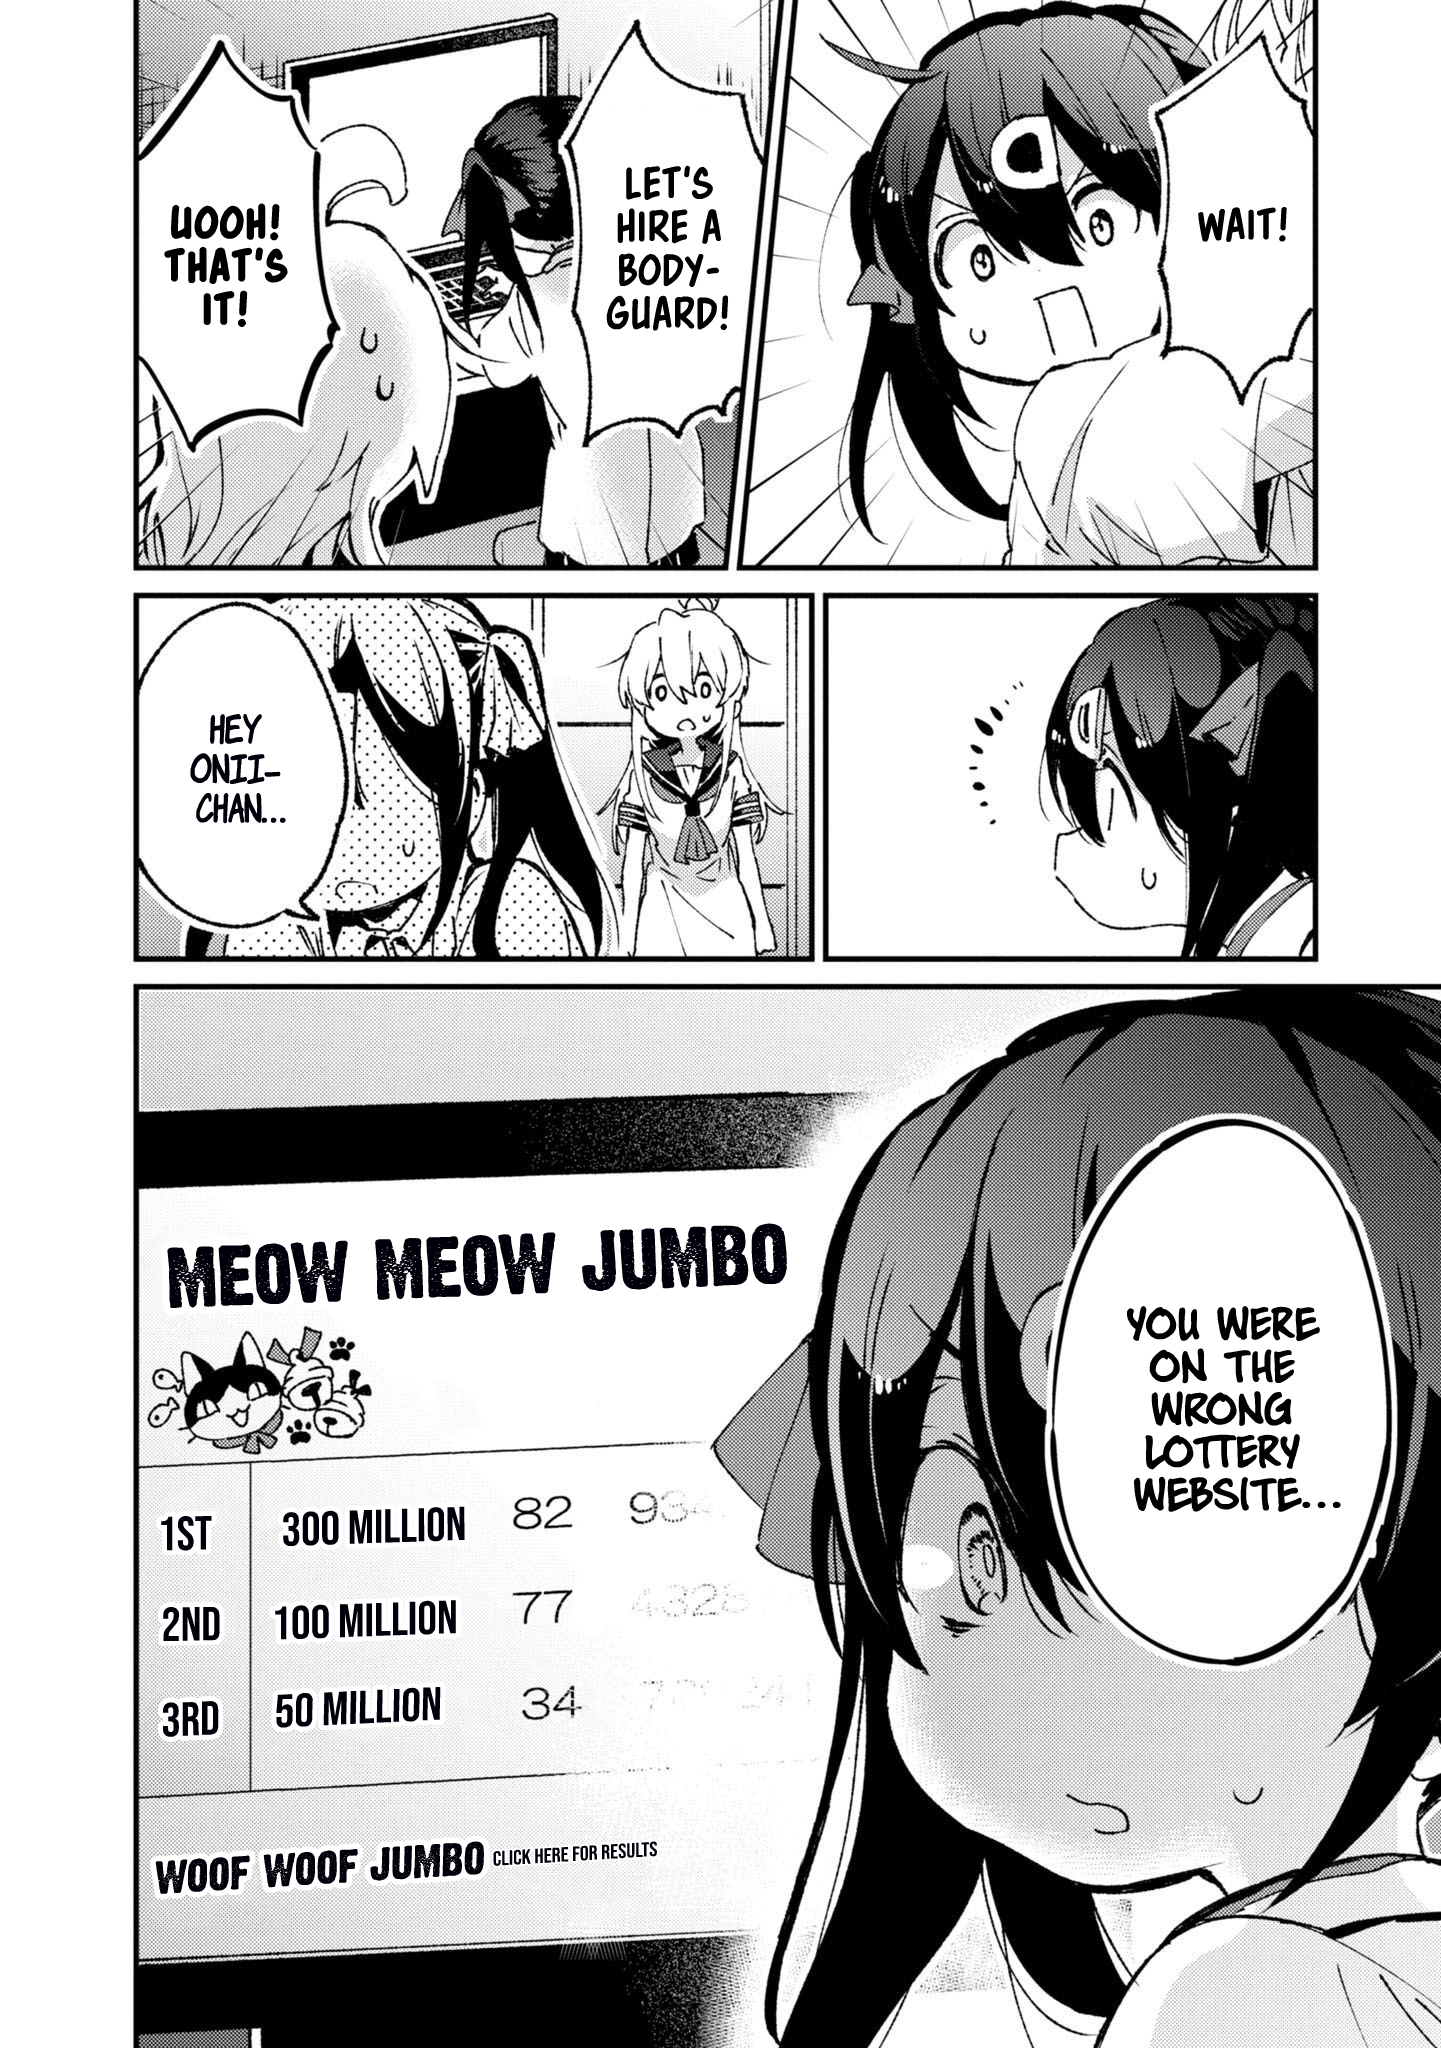 WAIT!
LET'S
HIRE A
BODY-
GUARD!
UOOH!
THAT'S
IT!
HEY
ONII-
CHAN...
YOU WERE
ON THE
WRONG
LOTTERY
WEBSITE...
MEOW MEOW JUMBO
1ST 300 MILLION 82 934
2ND 100 MILLION 77 4328
3RD 50 MILLION 34
WOOF WOOF JUMBO CLICK HERE FOR RESULTS